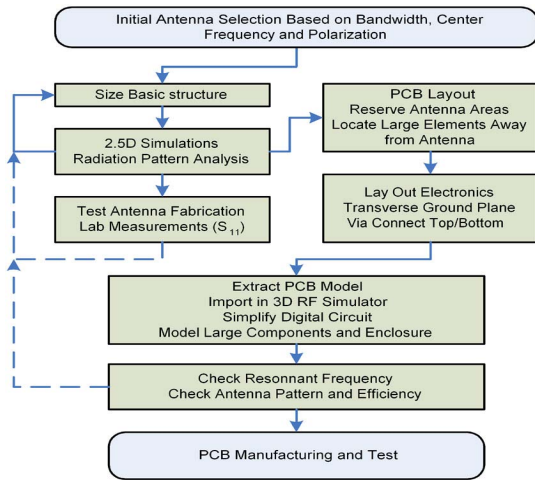 Initial Antenna Selection Based on Bandwidth, Center
Frequency and Polarization
Size Basic structure
2.5D Simulations
Radiation Pattern Analysis
Test Antenna Fabrication
Lab Measurements (S11)
PCB Layout
Reserve Antenna Areas
Locate Large Elements Away
from Antenna
Lay Out Electronics
Transverse Ground Plane
Via Connect Top/Bottom
Extract PCB Model
Import in 3D RF Simulator
Simplify Digital Circuit
Model Large Components and Enclosure
Check Resonnant Frequency
Check Antenna Pattern and Efficiency
PCB Manufacturing and Test